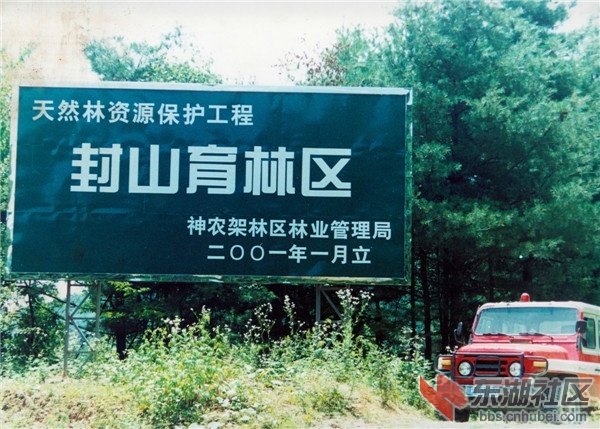 天然林资源保护工程
封山育林区
神农架林区林业管理局
二〇〇一年一月立
东湖社区
bbs.cnhubei.com